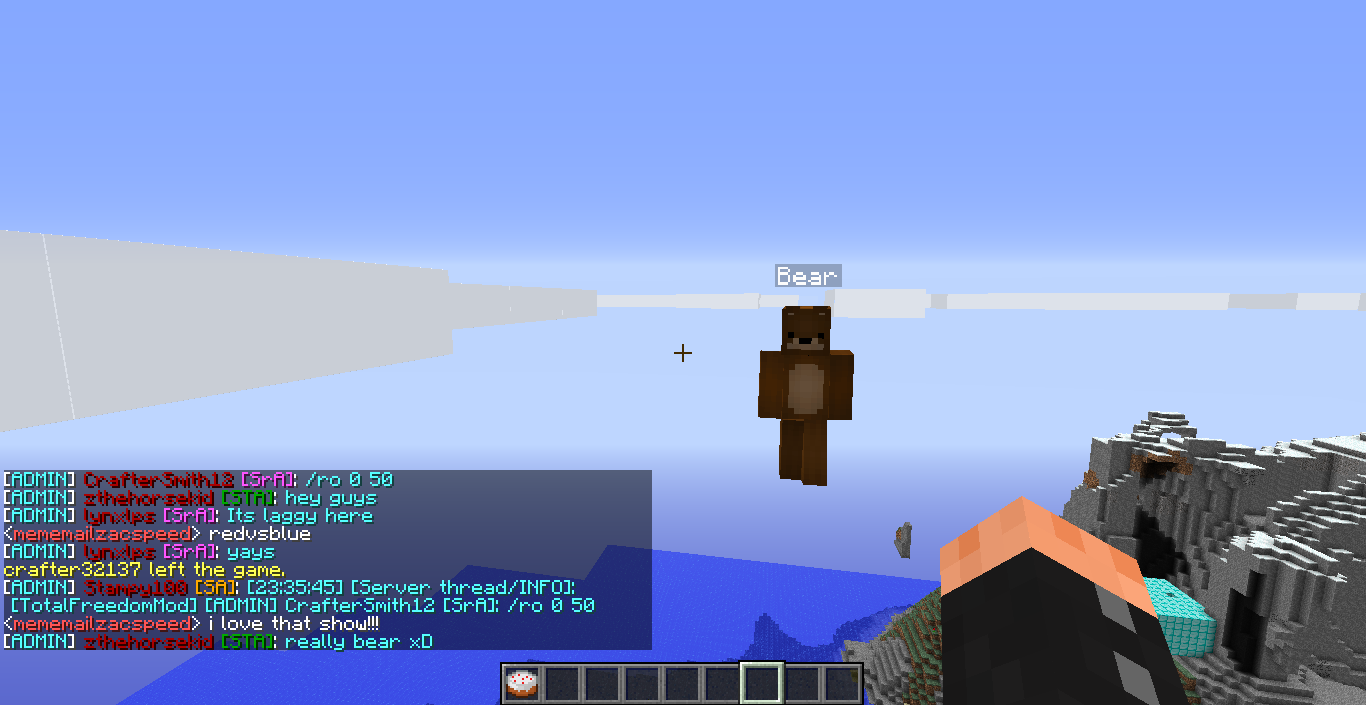 Bear
[ADMIN] CrafterSmith12 [SrA]: /ro 0 50
[ADMIN] zthehorsekid [STA]: hey guys
[ADMIN] lynxlps [SrA]: Its laggy here
<mememailzacspeed> redvsblue
[ADMIN] lynxlps [SrA]: yays
crafter32137 left the game.
[ADMIN] Stampy100 [SA]: [23:35:45] [Server thread/INFO]:
[TotalFreedomMod] [ADMIN] CrafterSmith12 [SrA]: /ro 0 50
<mememailzacspeed> i love that show!!!
[ADMIN] zthehorsekid [STA]: really bear xD